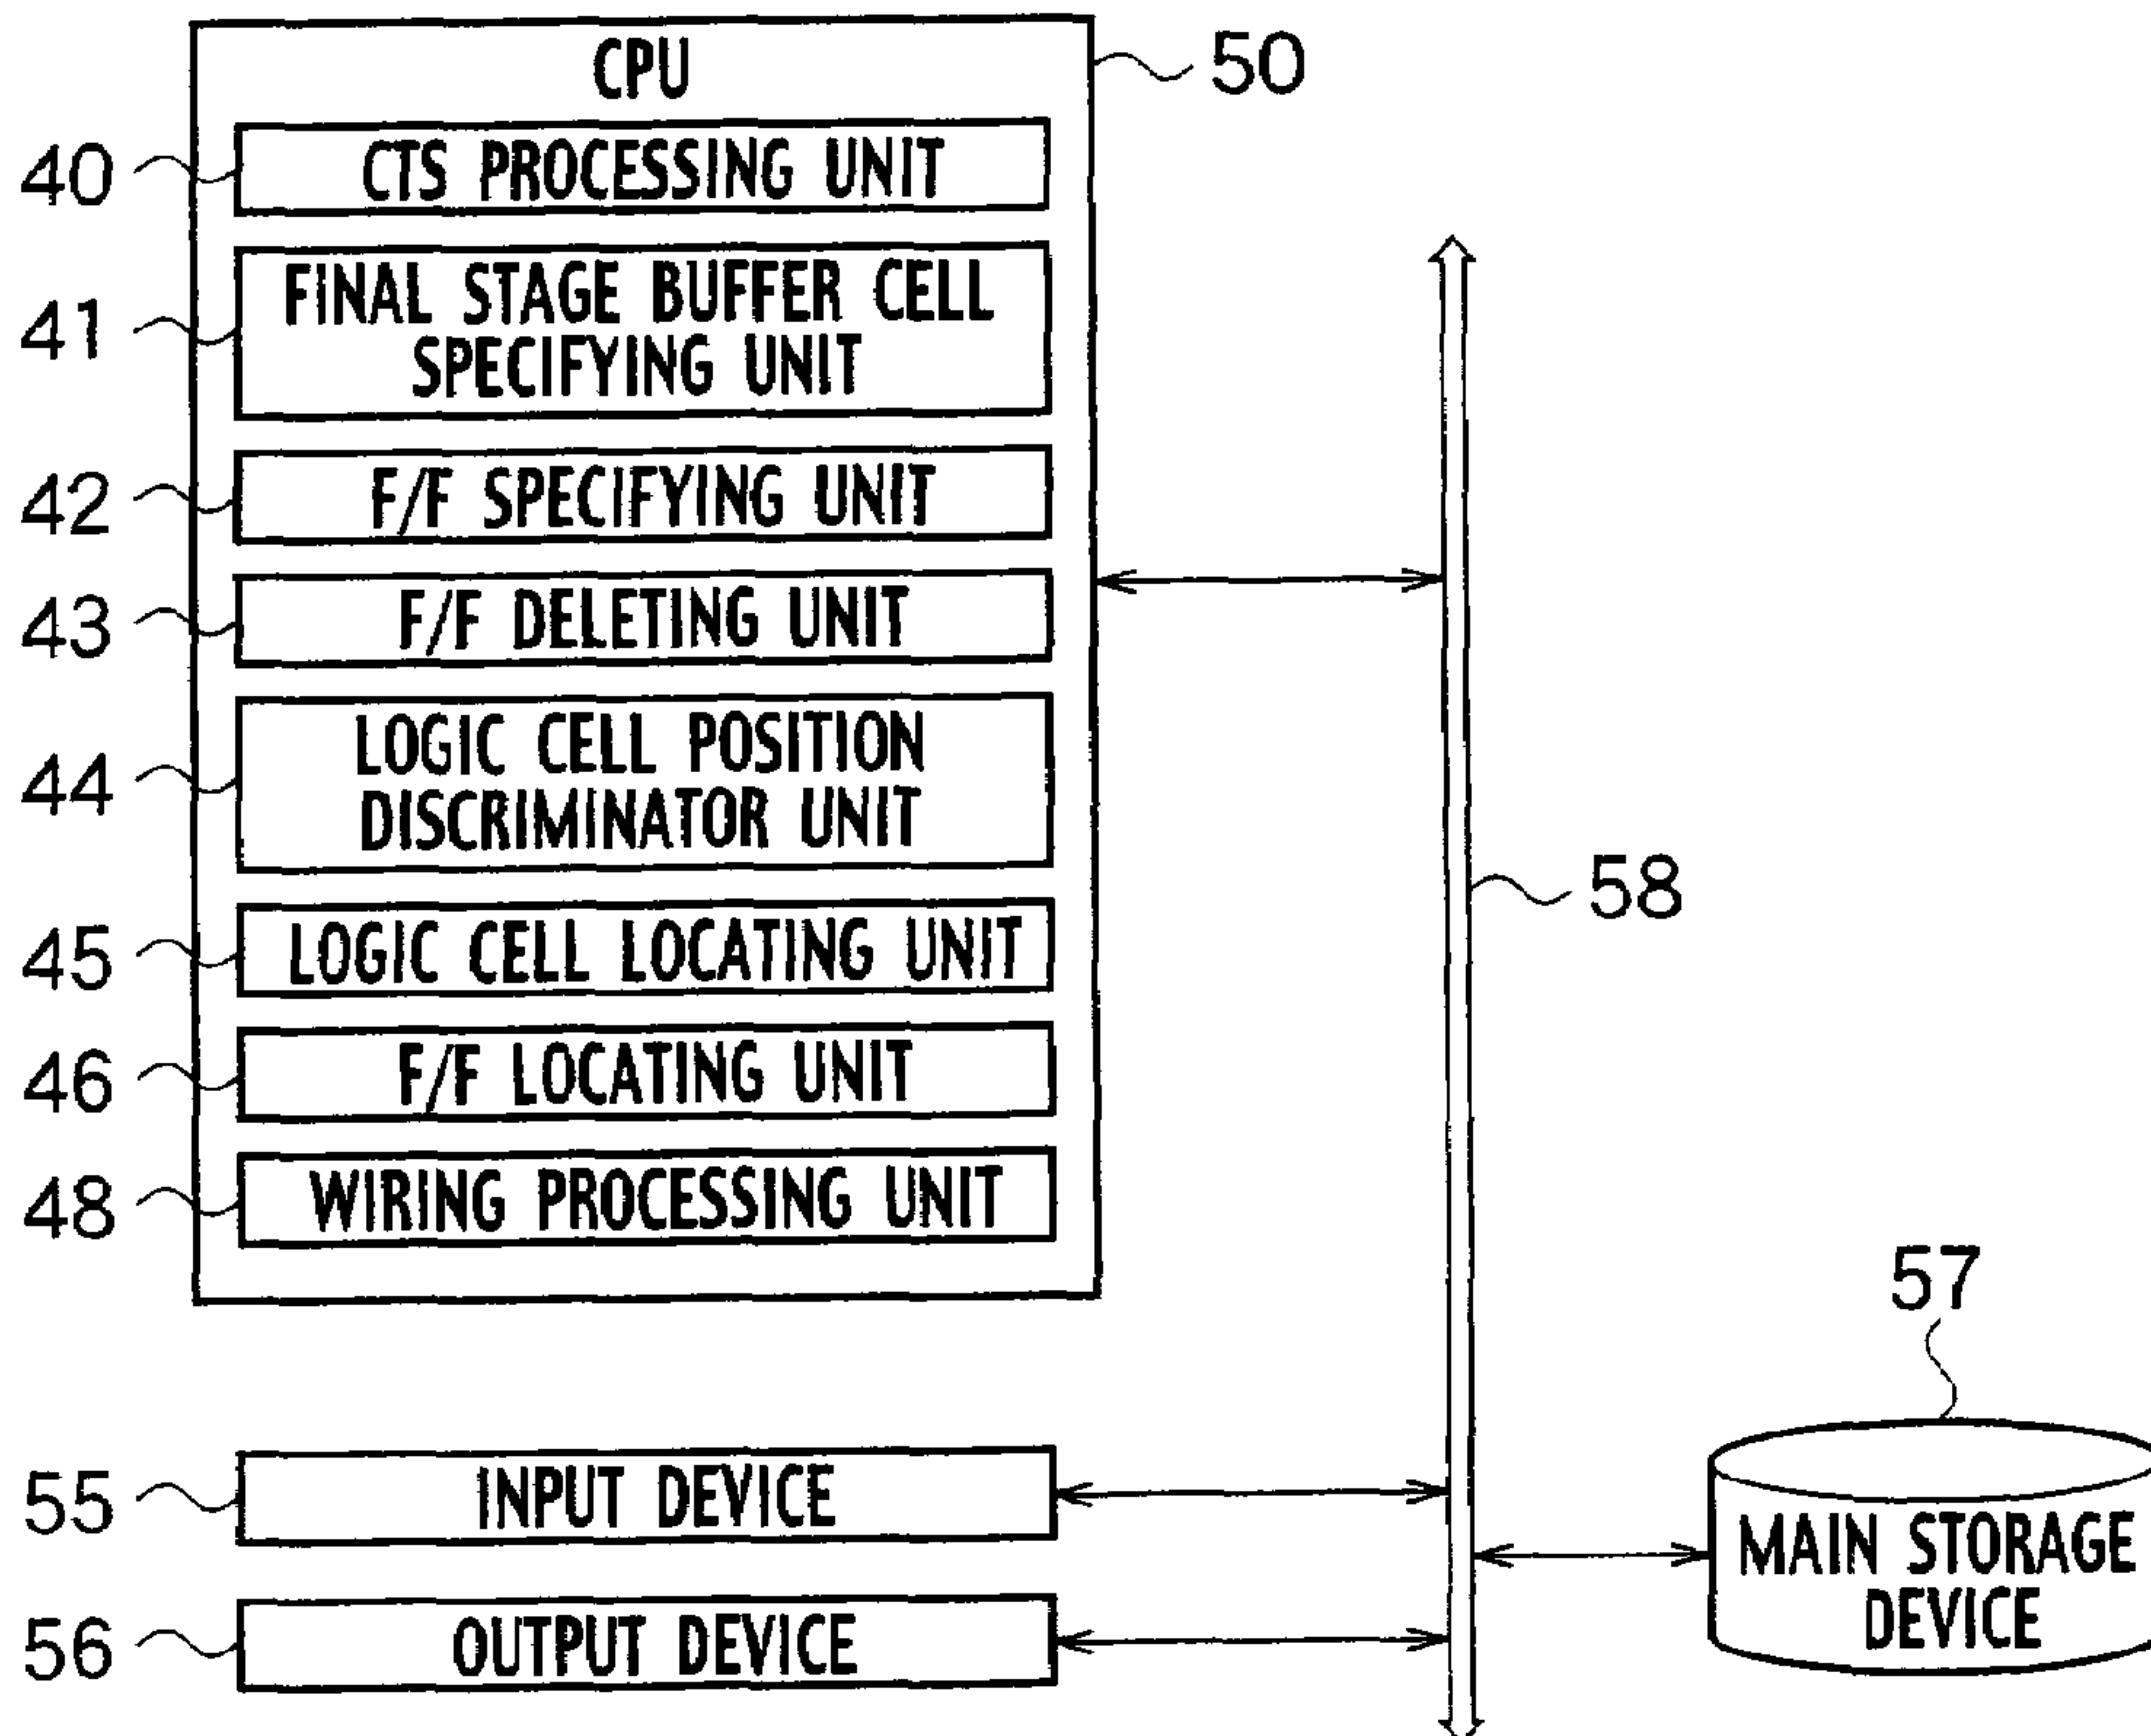 CPU
50
40
CTS PROCESSING UNIT
41
FINAL STAGE BUFFER CELL
SPECIFYING UNIT
42
F/F SPECIFYING UNIT
43
F/F DELETING UNIT
44
LOGIC CELL POSITION
DISCRIMINATOR UNIT
58
45
LOGIC CELL LOCATING UNIT
46
F/F LOCATING UNIT
48
WIRING PROCESSING UNIT
57
55
INPUT DEVICE
MAIN STORAGE
DEVICE
56
OUTPUT DEVICE